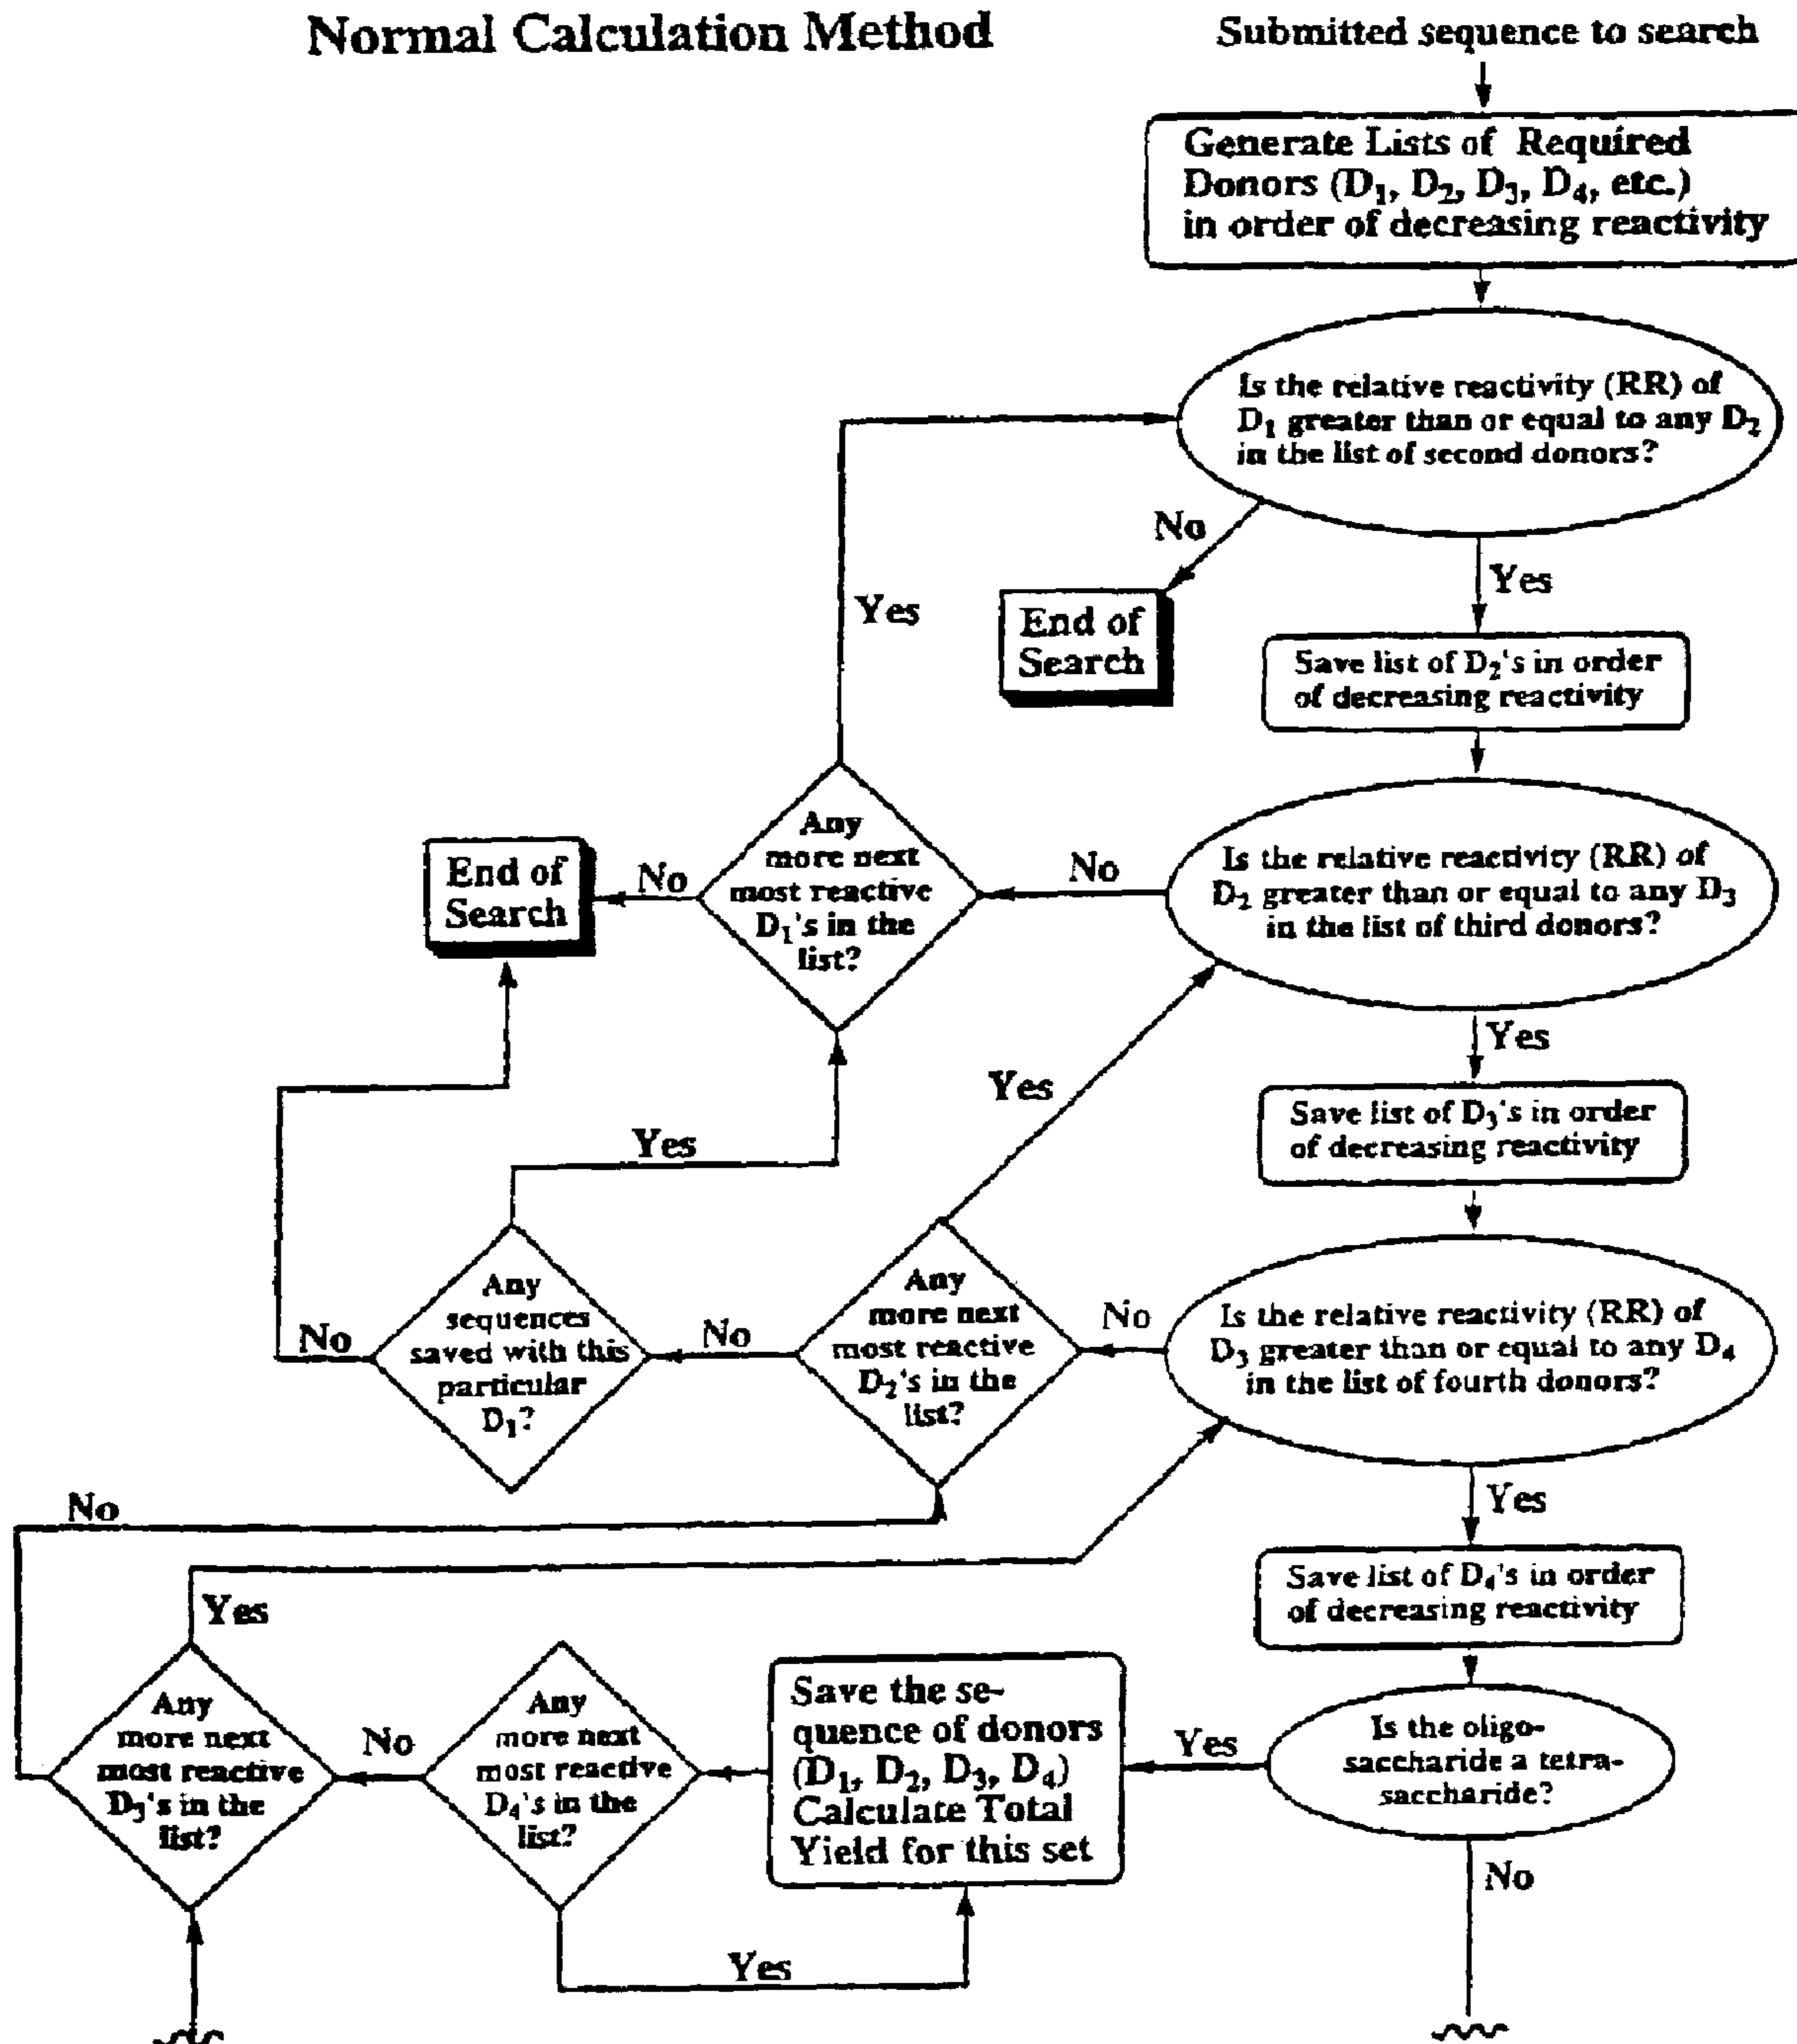 Normal Calculation Method
Submitted sequence to search
Generate Lists of Required
Donors (D₁, D₂, D₃, D₄, etc.)
in order of decreasing reactivity
Is the relative reactivity (RR) of
D₁ greater than or equal to any D₂
in the list of second donors?
No
Yes
End of
Search
Yes
Save list of D₂'s in order
of decreasing reactivity
Any
more next
most reactive
D₁'s in the
list?
No
End of
Search
No
Is the relative reactivity (RR) of
D₂ greater than or equal to any D₃
in the list of third donors?
Yes
Yes
Save list of D₃'s in order
of decreasing reactivity
Yes
Any
sequences
saved with this
particular
D₁?
No
No
Any
more next
most reactive
D₂'s in the
list?
No
Is the relative reactivity (RR) of
D₃ greater than or equal to any D₄
in the list of fourth donors?
No
Yes
Save list of D₄'s in order
of decreasing reactivity
Yes
Any
more next
most reactive
D₃'s in the
list?
No
Any
more next
most reactive
D₄'s in the
list?
Save the se-
quence of donors
(D₁, D₂, D₃, D₄)
Calculate Total
Yield for this set
Yes
Is the oligo-
saccharide a tetra-
saccharide?
No
Yes